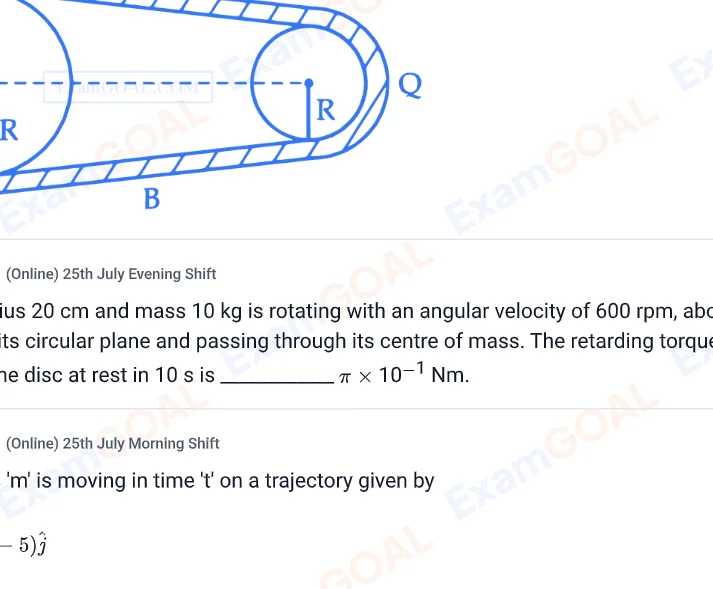 Q
R
R
B
(Online) 25th July Evening Shift
ius 20 cm and mass 10 kg is rotating with an angular velocity of 600 rpm, abo
its circular plane and passing through its centre of mass. The retarding torque
he disc at rest in 10 s is ____________ π × 10⁻¹ Nm.
(Online) 25th July Morning Shift
'm' is moving in time 't' on a trajectory given by
– 5)ĵ